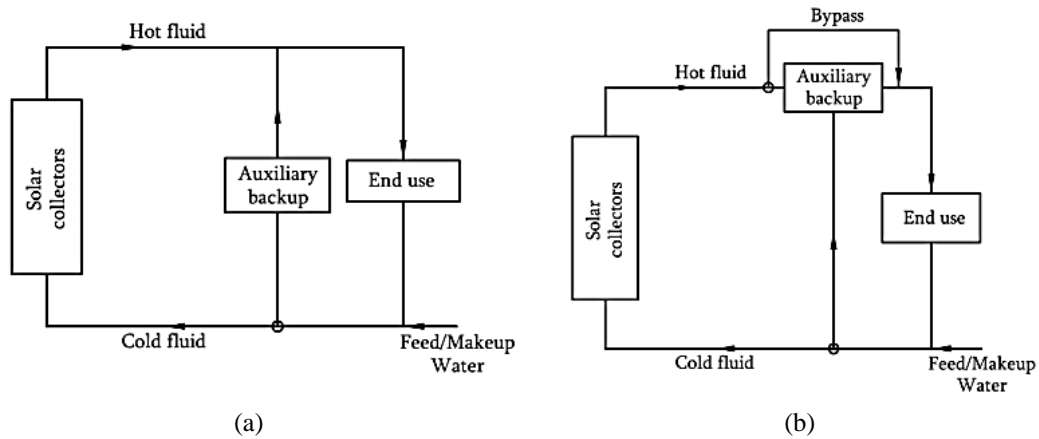 Hot fluid
Solar
collectors
Auxiliary
backup
End use
Cold fluid
Feed/Makeup
Water
(a)
Bypass
Hot fluid
Auxiliary
backup
Solar
collectors
End use
Cold fluid
Feed/Makeup
Water
(b)